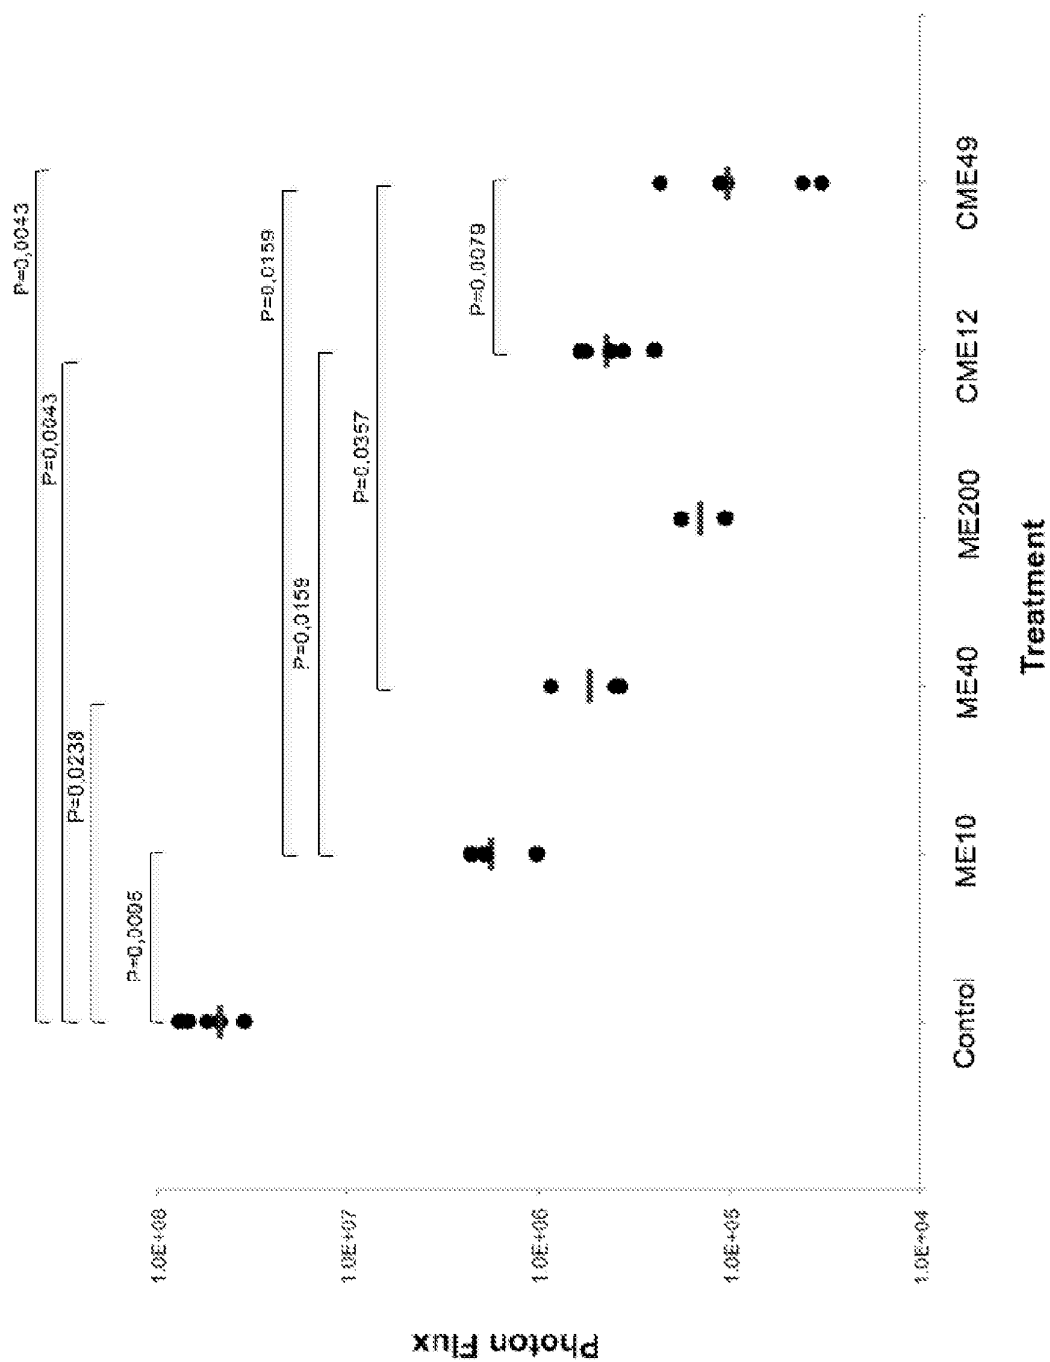 P=0,0043
P=0,0043
P=0,0238
P=0,0095
P=0,0159
P=0,0159
P=0,0357
P=0,0079
Photon Flux
1.0E+08
1.0E+07
1.0E+06
1.0E+05
1.0E+04
Control
ME10
ME40
ME200
CME12
CME49
Treatment